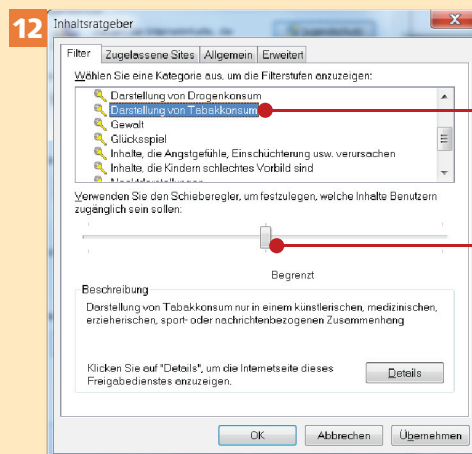 12
Inhaltsratgeber
Filter Zugelassene Sites Allgemein Erweitert
Wählen Sie eine Kategorie aus, um die Filterstufen anzuzeigen:
Darstellung von Drogenkonsum
Darstellung von Tabakkonsum
Gewalt
Glücksspiel
Inhalte, die Angstgefühle, Einschüchterung usw. verursachen
Inhalte, die Kindern schlechtes Vorbild sind
Verwenden Sie den Schieberegler, um festzulegen, welche Inhalte Benutzern
zugänglich sein sollen:
Begrenzt
Beschreibung
Darstellung von Tabakkonsum nur in einem künstlerischen, medizinischen,
erzieherischen, sport- oder nachrichtenbezogenen Zusammenhang
Klicken Sie auf "Details", um die Internetseite dieses
Freigabedienstes anzuzeigen.
Details
OK Abbrechen Übernehmen